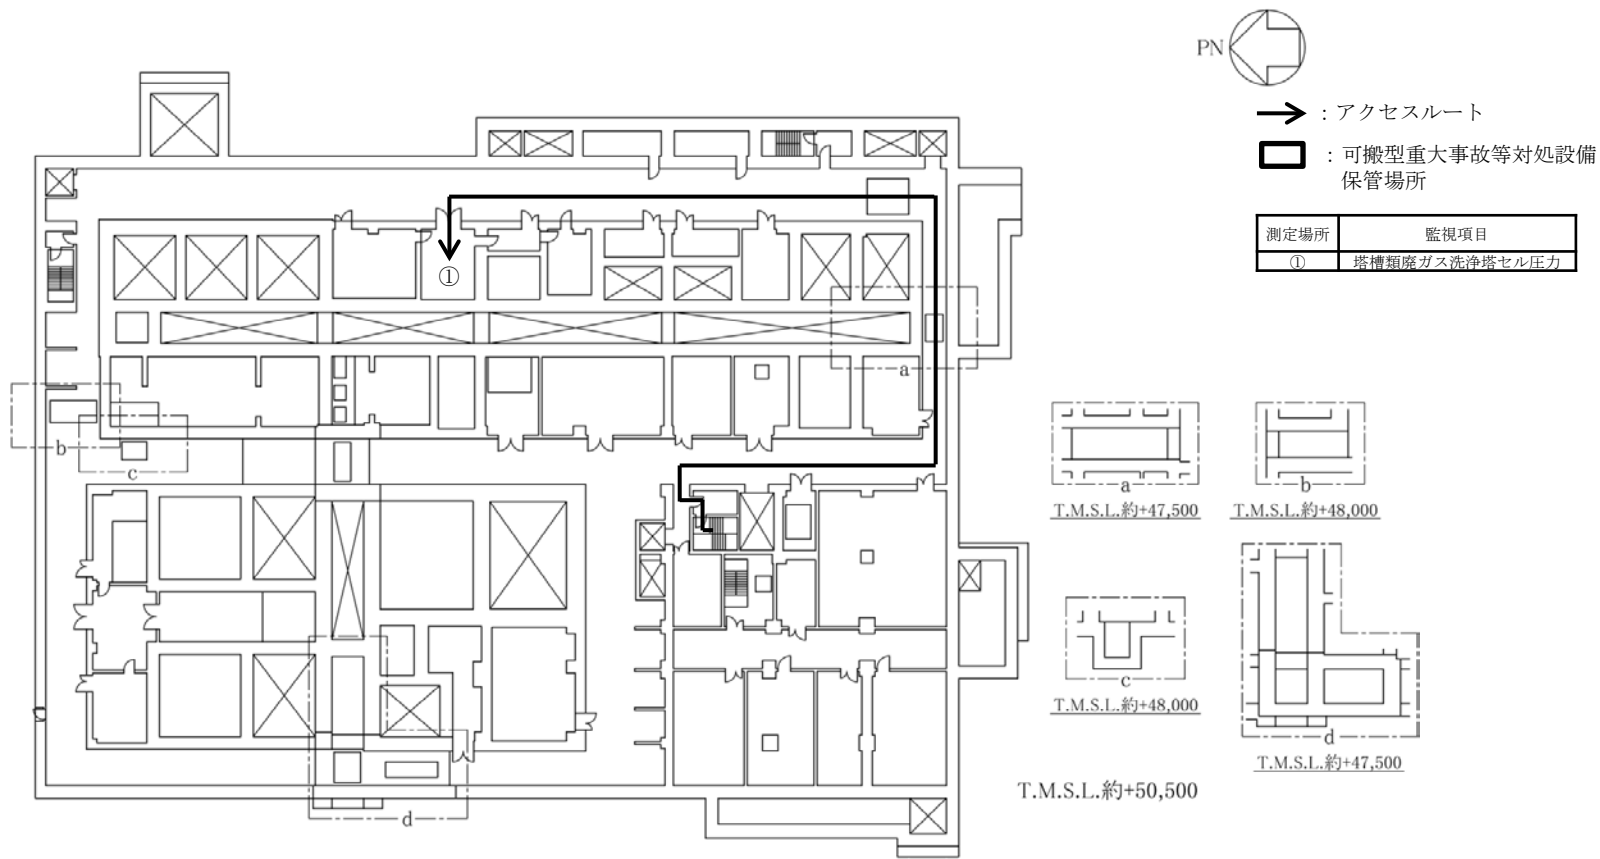 PN
：アクセスルート
：可搬型重大事故等対処設備
保管場所
測定場所 監視項目
① 塔槽類廃ガス洗浄塔セル圧力
①
a
b
c
d
a
T.M.S.L.約+47,500
b
T.M.S.L.約+48,000
c
T.M.S.L.約+48,000
d
T.M.S.L.約+47,500
T.M.S.L.約+50,500